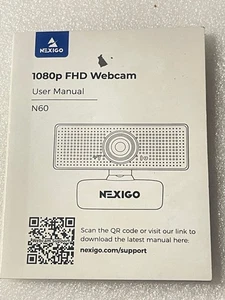 NEXIGO
1080p FHD Webcam
User Manual
N60
NEXIGO
Scan the QR code or visit our link to
download the latest manual here:
nexigo.com/support